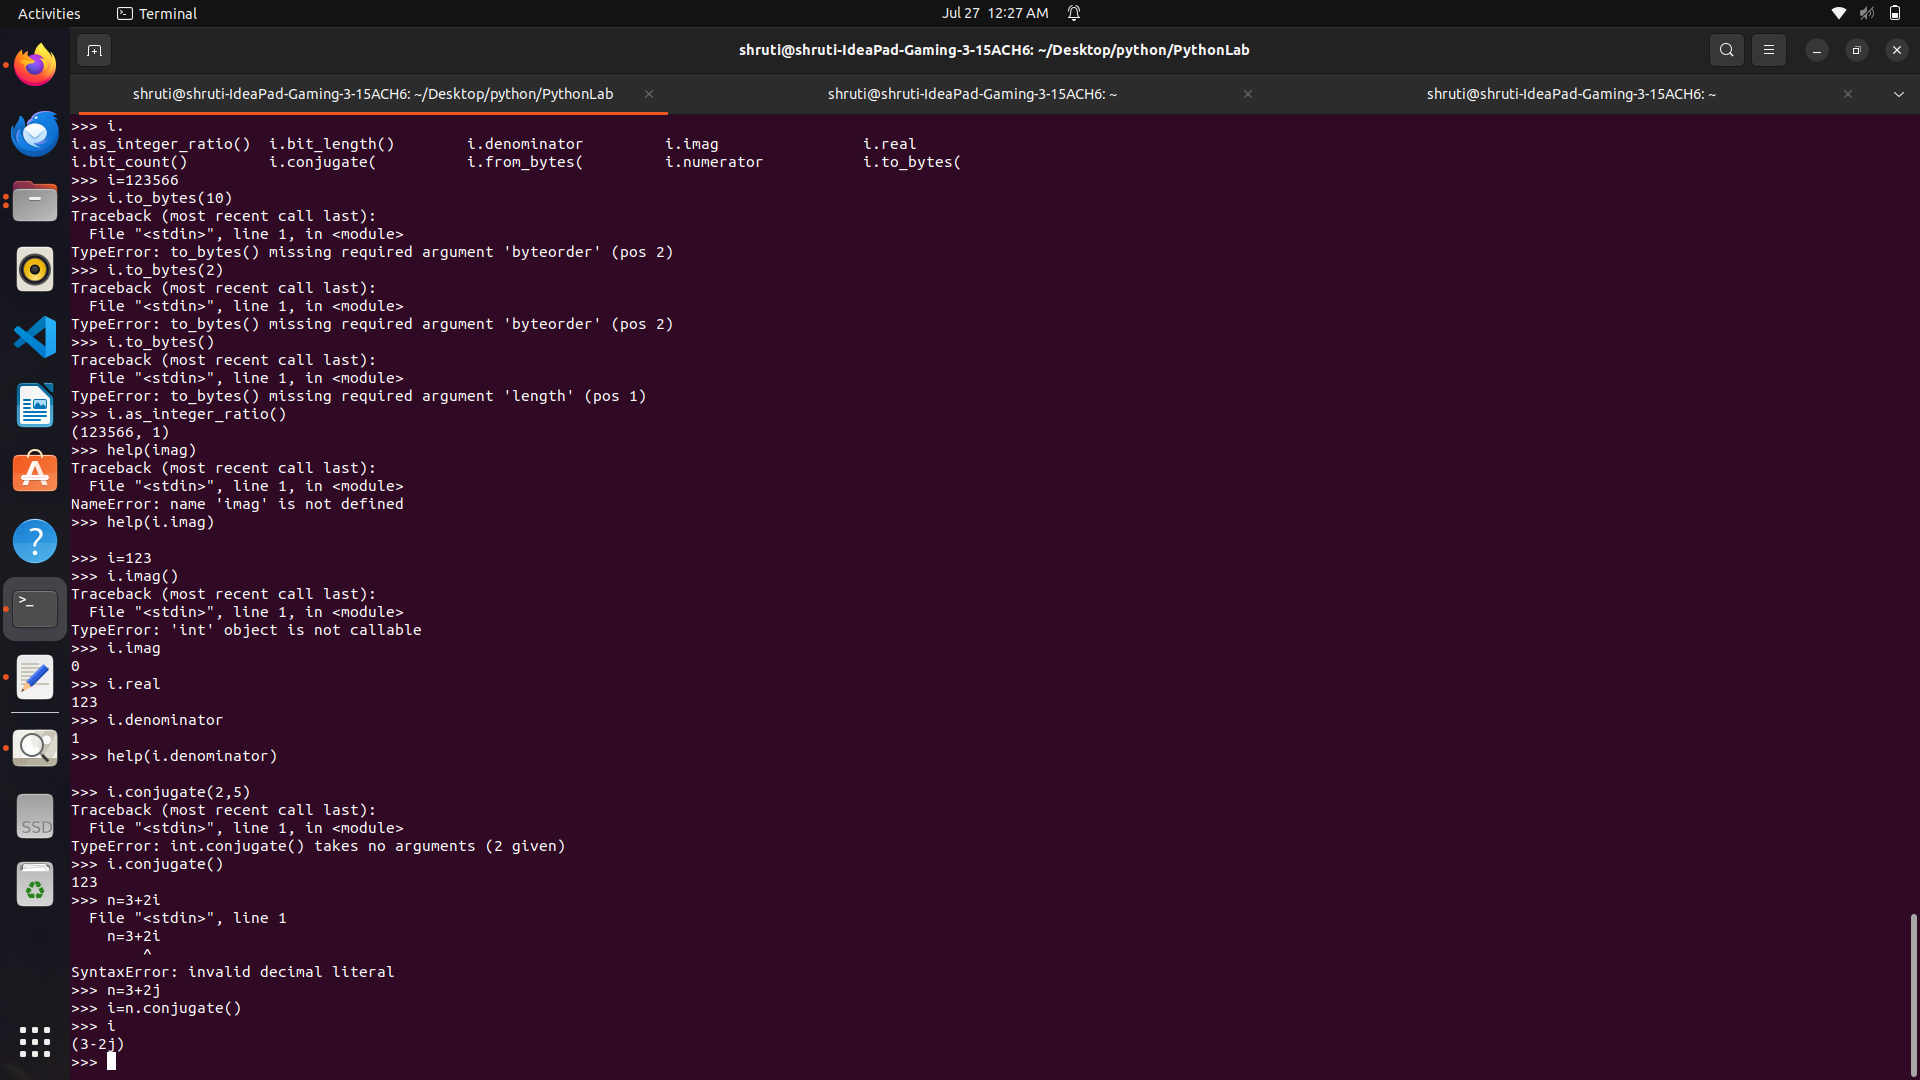 Activities Terminal Jul 27 12:27 AM
shruti@shruti-IdeaPad-Gaming-3-15ACH6: ~/Desktop/python/PythonLab
shruti@shruti-IdeaPad-Gaming-3-15ACH6: ~/Desktop/python/PythonLab shruti@shruti-IdeaPad-Gaming-3-15ACH6: ~ shruti@shruti-IdeaPad-Gaming-3-15ACH6: ~
>>> i.
i.as_integer_ratio() i.bit_length() i.denominator i.imag i.real
i.bit_count() i.conjugate( i.from_bytes( i.numerator i.to_bytes(
>>> i=123566
>>> i.to_bytes(10)
Traceback (most recent call last):
  File "<stdin>", line 1, in <module>
TypeError: to_bytes() missing required argument 'byteorder' (pos 2)
>>> i.to_bytes(2)
Traceback (most recent call last):
  File "<stdin>", line 1, in <module>
TypeError: to_bytes() missing required argument 'byteorder' (pos 2)
>>> i.to_bytes()
Traceback (most recent call last):
  File "<stdin>", line 1, in <module>
TypeError: to_bytes() missing required argument 'length' (pos 1)
>>> i.as_integer_ratio()
(123566, 1)
>>> help(imag)
Traceback (most recent call last):
  File "<stdin>", line 1, in <module>
NameError: name 'imag' is not defined
>>> help(i.imag)
>>> i=123
>>> i.imag()
Traceback (most recent call last):
  File "<stdin>", line 1, in <module>
TypeError: 'int' object is not callable
>>> i.imag
0
>>> i.real
123
>>> i.denominator
1
>>> help(i.denominator)
>>> i.conjugate(2,5)
Traceback (most recent call last):
  File "<stdin>", line 1, in <module>
TypeError: int.conjugate() takes no arguments (2 given)
>>> i.conjugate()
123
>>> n=3+2i
  File "<stdin>", line 1
    n=3+2i
        ^
SyntaxError: invalid decimal literal
>>> n=3+2j
>>> i=n.conjugate()
>>> i
(3-2j)
>>>
SSD